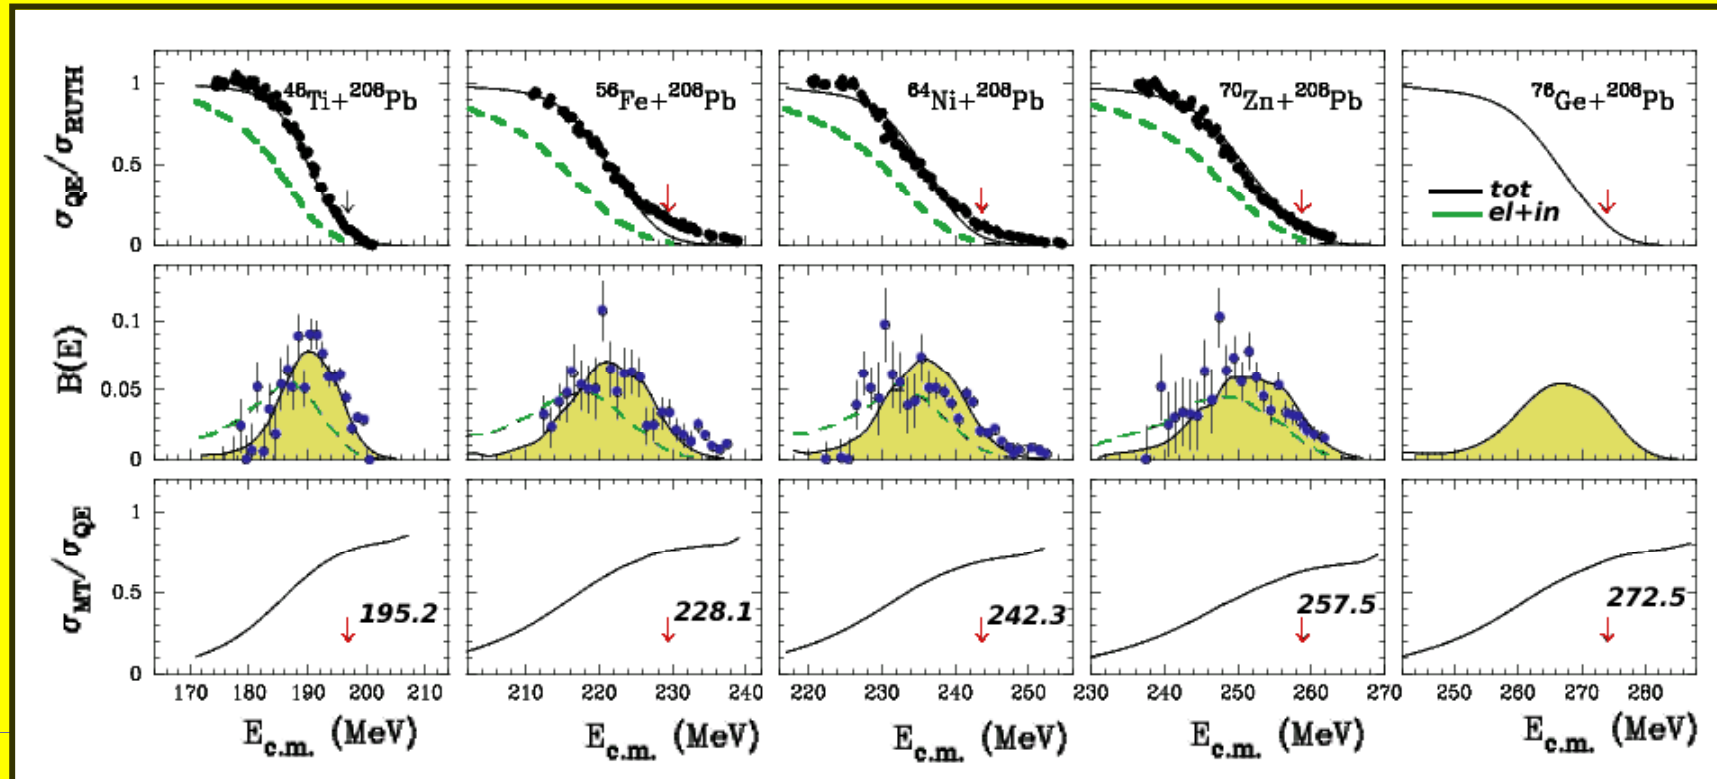 σQE/σRUTH
1
0.5
0
⁴⁸Ti+²⁰⁸Pb
⁵⁶Fe+²⁰⁸Pb
⁶⁴Ni+²⁰⁸Pb
⁷⁰Zn+²⁰⁸Pb
⁷⁶Ge+²⁰⁸Pb
tot
el+in
B(E)
0.1
0.05
0
σMT/σQE
1
0.5
0
195.2
228.1
242.3
257.5
272.5
170 180 190 200 210
210 220 230 240
220 230 240 250
230 240 250 260 270
250 260 270 280
Ec.m. (MeV)
Ec.m. (MeV)
Ec.m. (MeV)
Ec.m. (MeV)
Ec.m. (MeV)